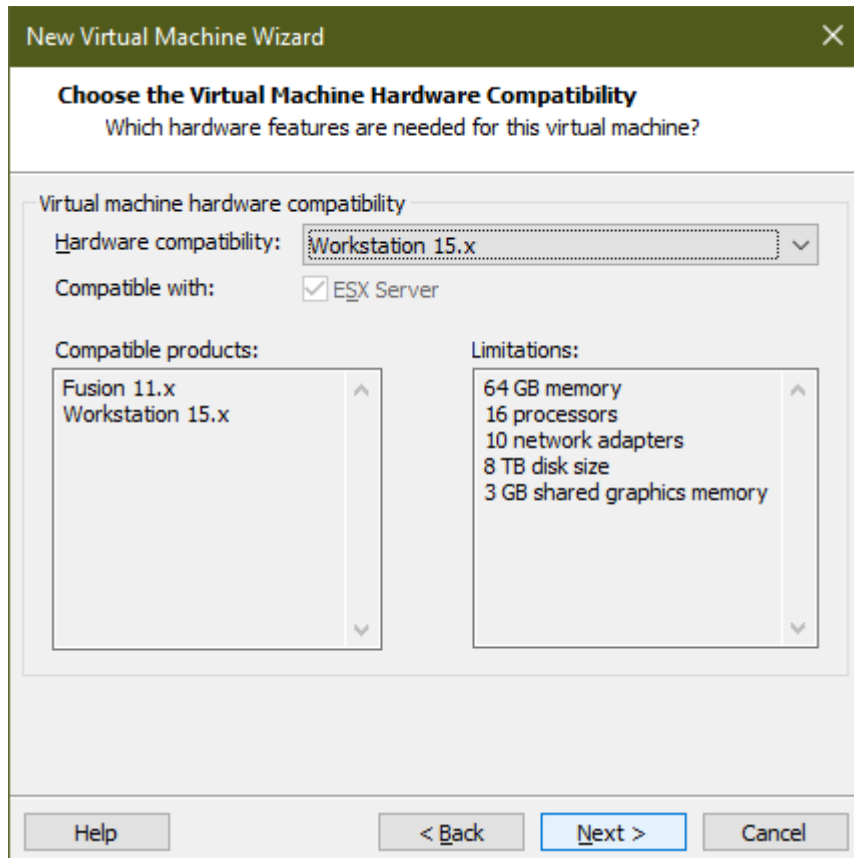 New Virtual Machine Wizard
Choose the Virtual Machine Hardware Compatibility
Which hardware features are needed for this virtual machine?
Virtual machine hardware compatibility
Hardware compatibility: Workstation 15.x
Compatible with: ESX Server
Compatible products:
Fusion 11.x
Workstation 15.x
Limitations:
64 GB memory
16 processors
10 network adapters
8 TB disk size
3 GB shared graphics memory
Help < Back Next > Cancel